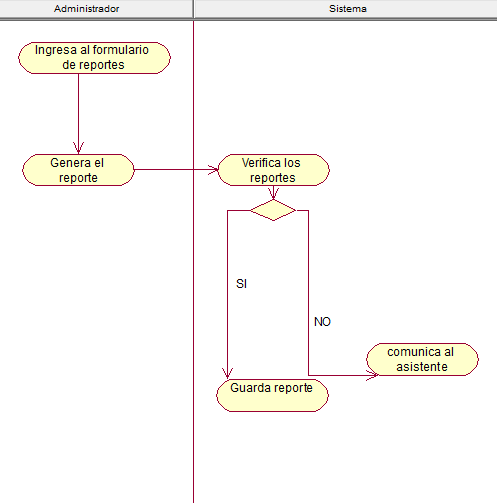 Administrador
Sistema
Ingresa al formulario
de reportes
Genera el
reporte
Verifica los
reportes
SI
NO
comunica al
asistente
Guarda reporte